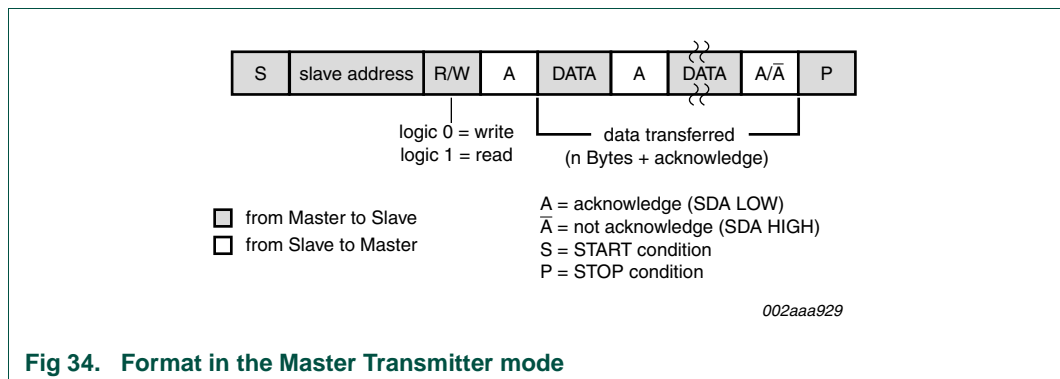 S slave address R/W A DATA A DATA A/A̅ P
logic 0 = write
logic 1 = read
data transferred
(n Bytes + acknowledge)
from Master to Slave
from Slave to Master
A = acknowledge (SDA LOW)
A̅ = not acknowledge (SDA HIGH)
S = START condition
P = STOP condition
002aaa929
Fig 34. Format in the Master Transmitter mode